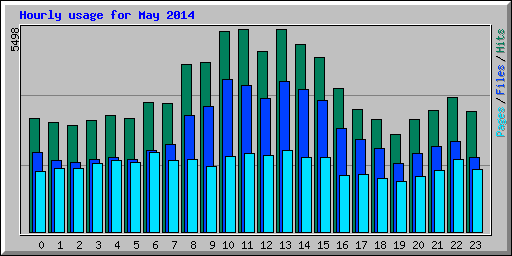 Hourly usage for May 2014
5498
Pages / Files / Hits
0 1 2 3 4 5 6 7 8 9 10 11 12 13 14 15 16 17 18 19 20 21 22 23